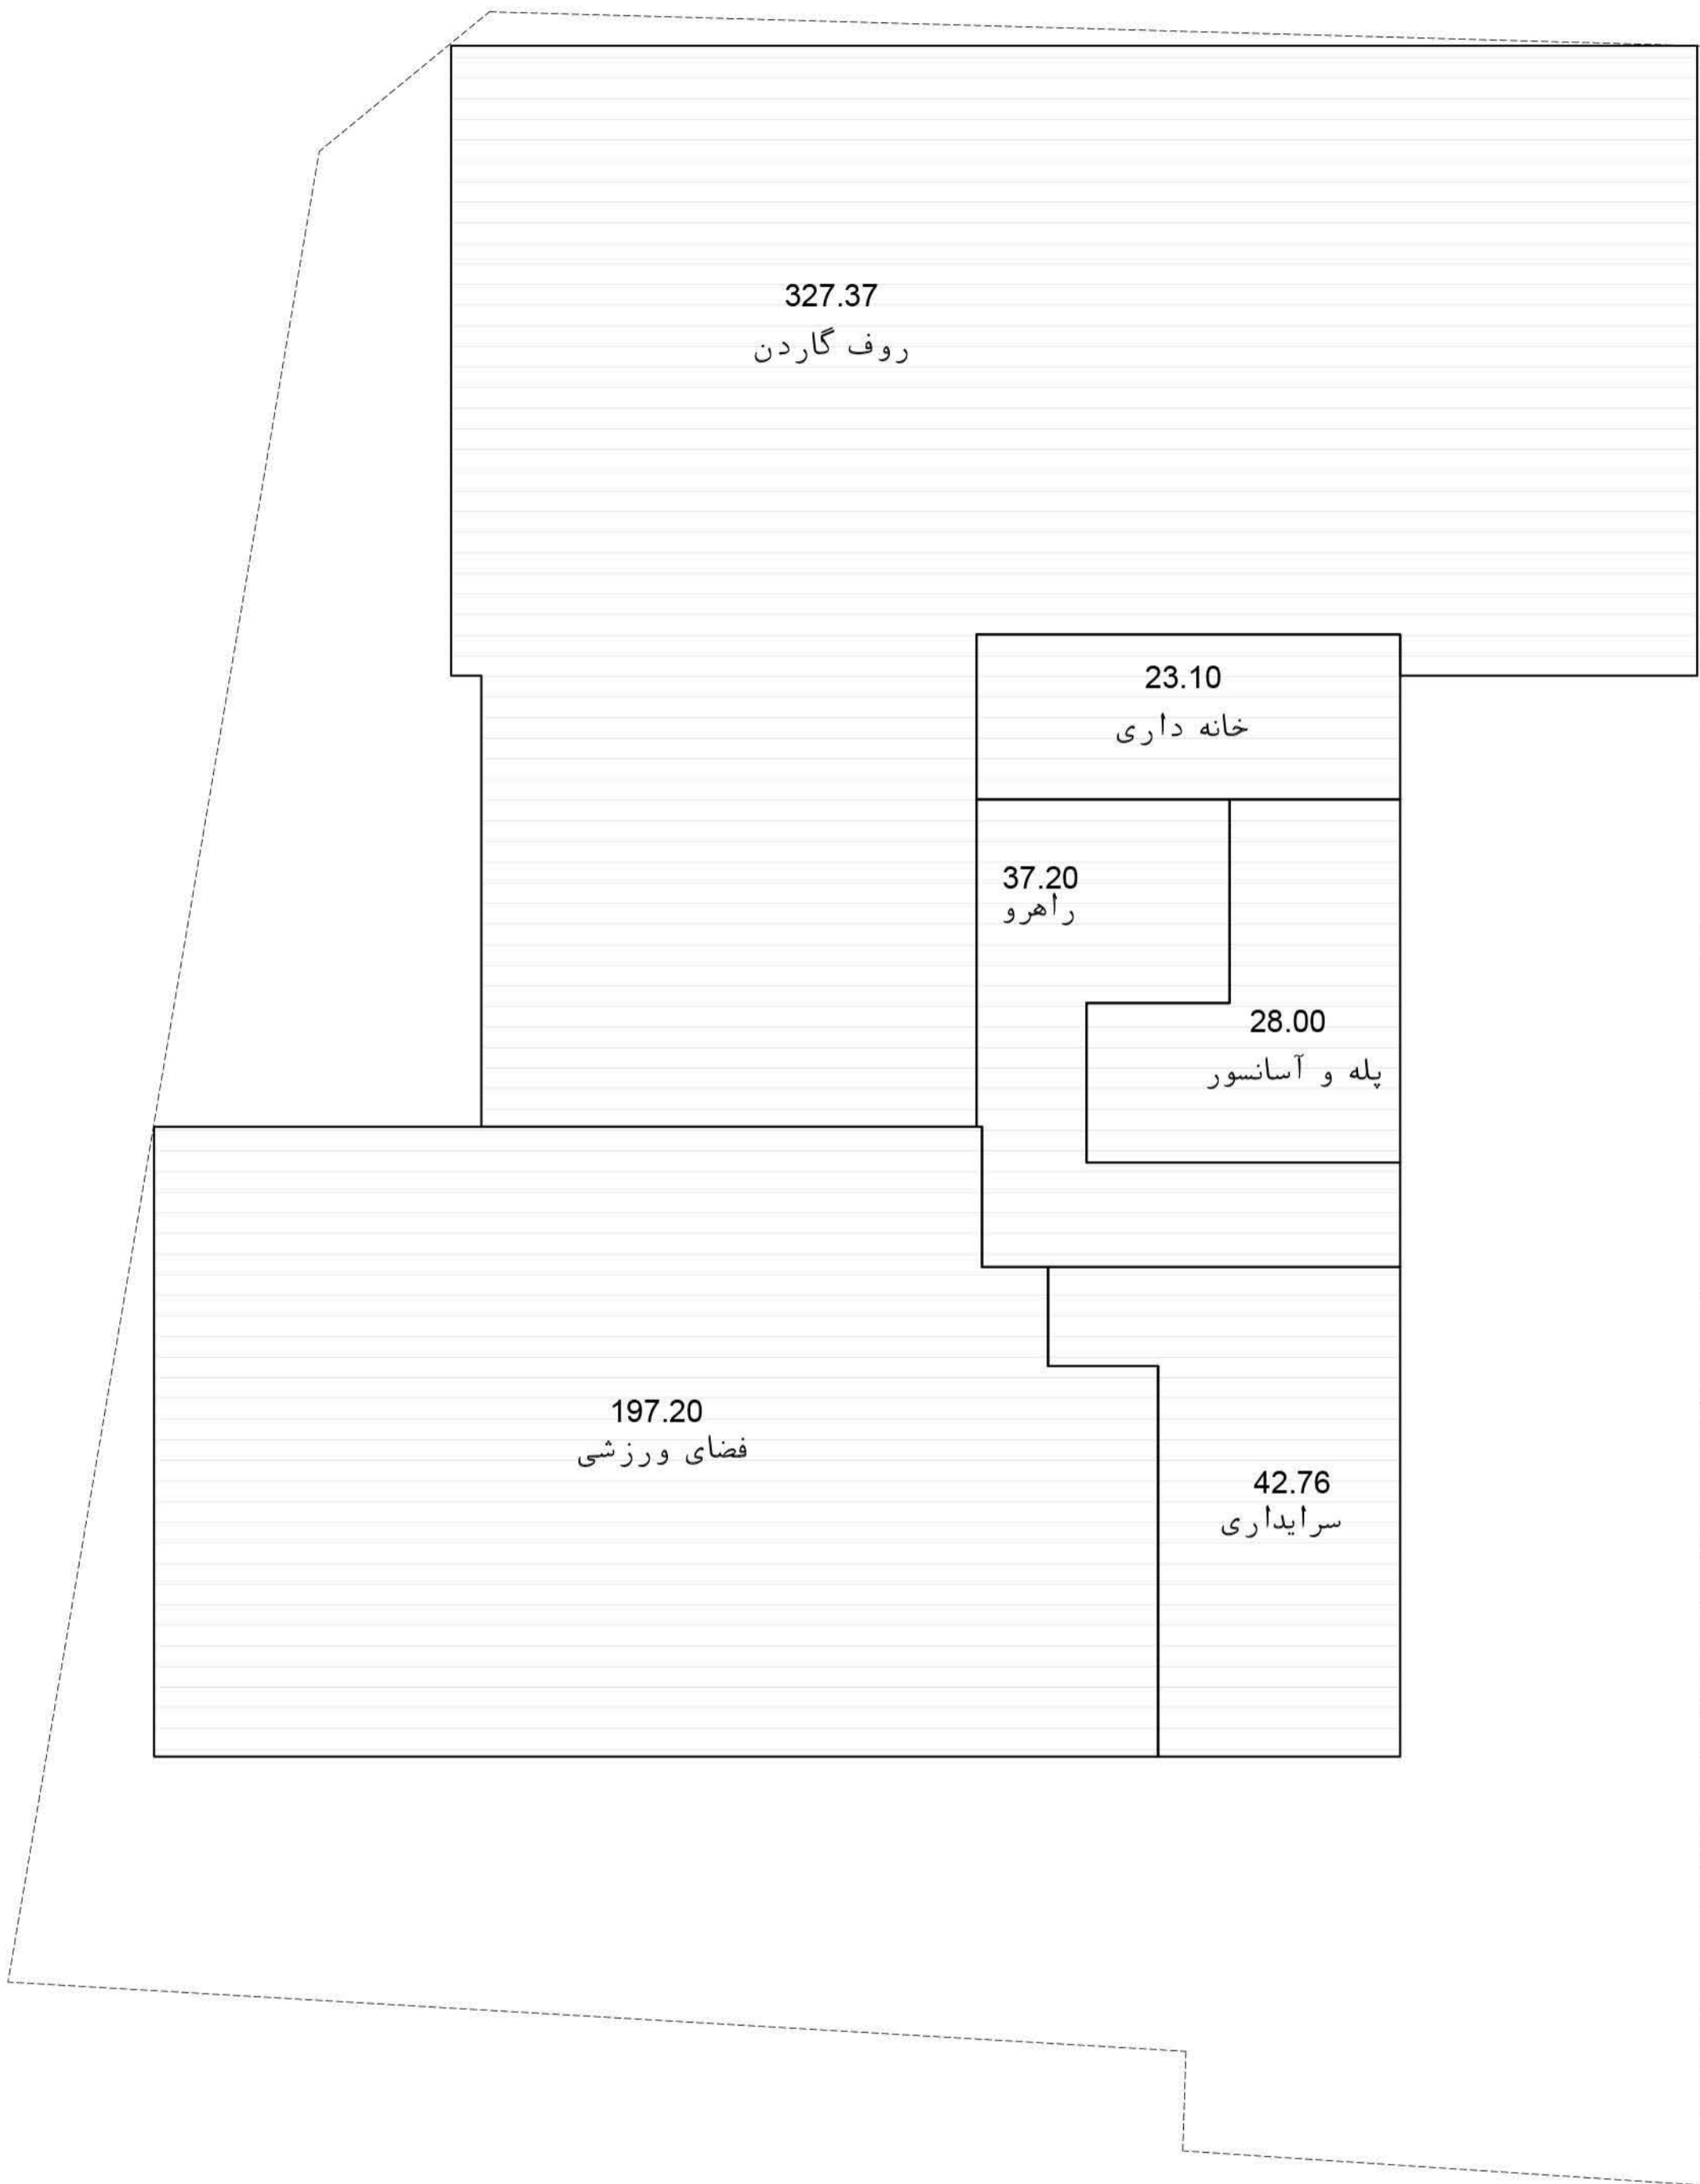 327.37
روف گاردن
23.10
خانه داری
37.20
راهرو
28.00
پله و آسانسور
197.20
فضای ورزشی
42.76
سرایداری